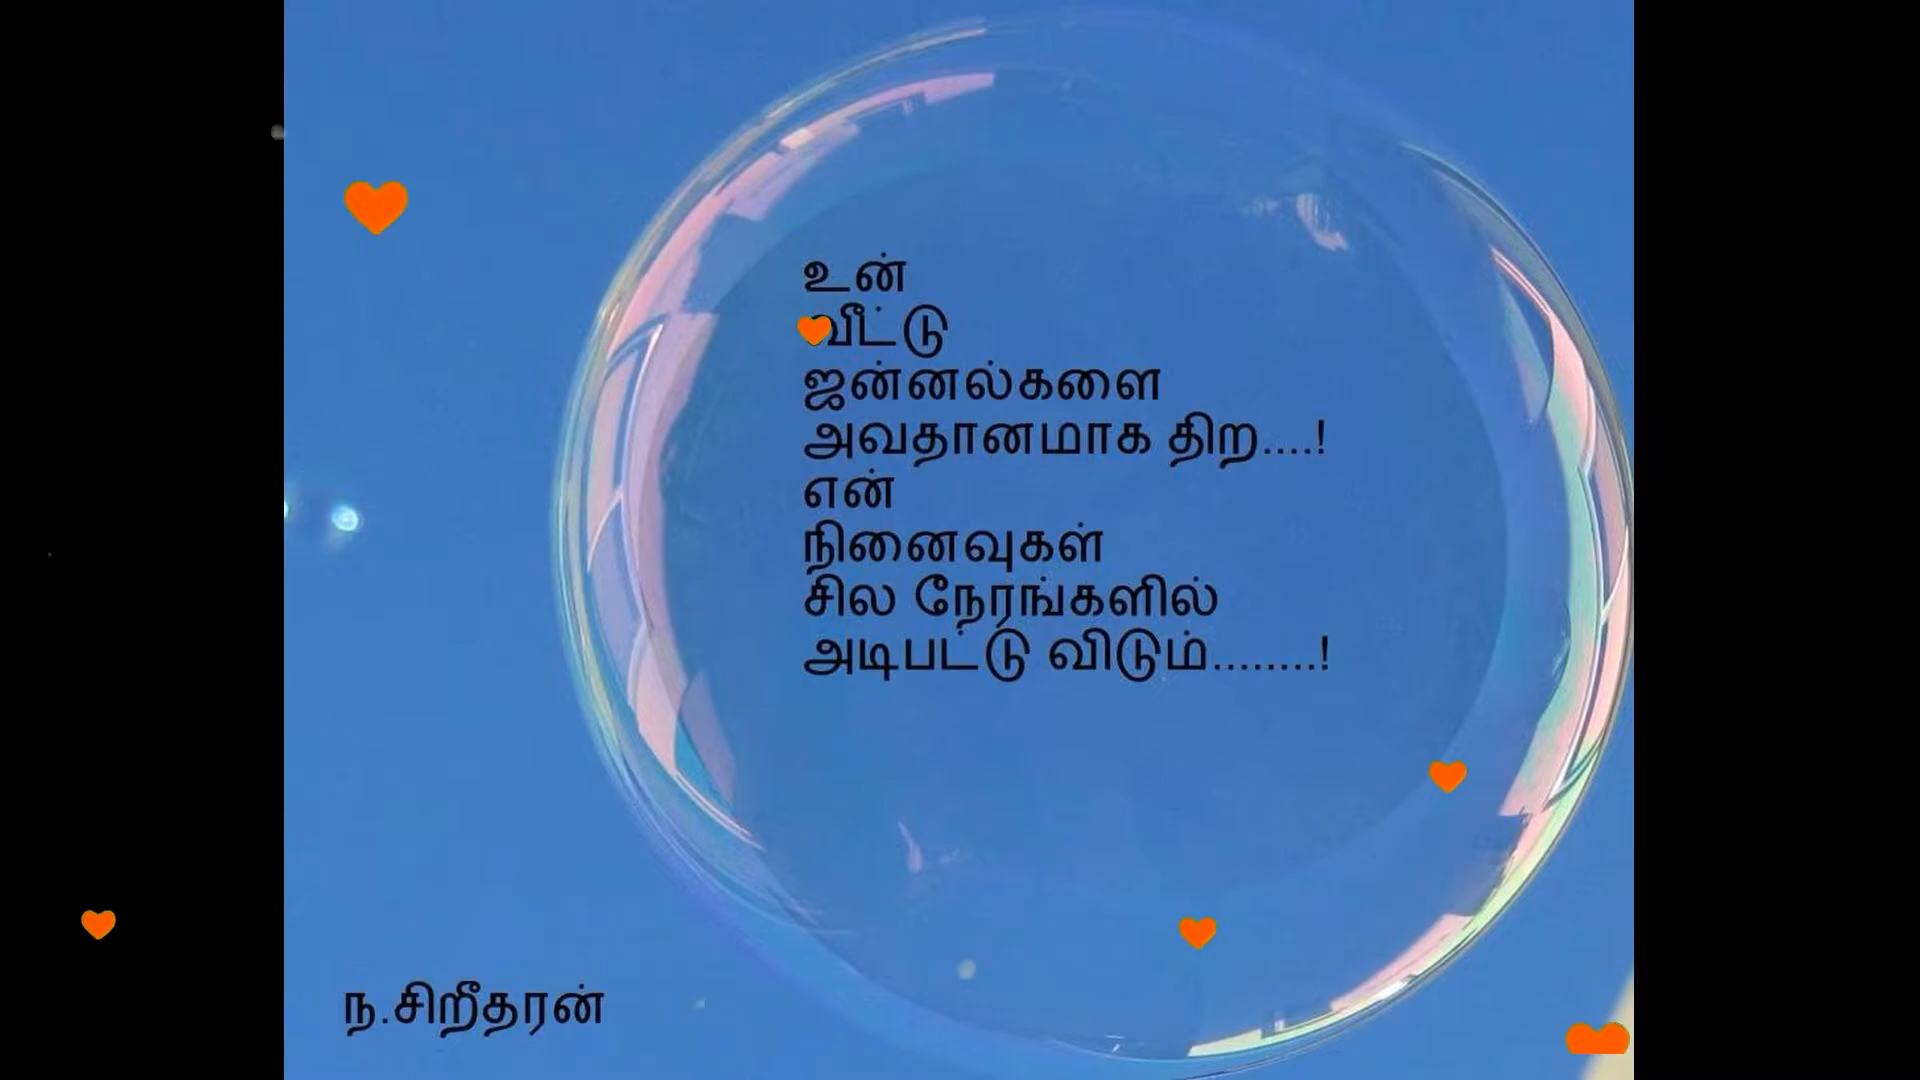 உன்
வீட்டு
ஜன்னல்களை
அவதானமாக திற....!
என்
நினைவுகள்
சில நேரங்களில்
அடிபட்டு விடும்........!
ந.சிறீதரன்